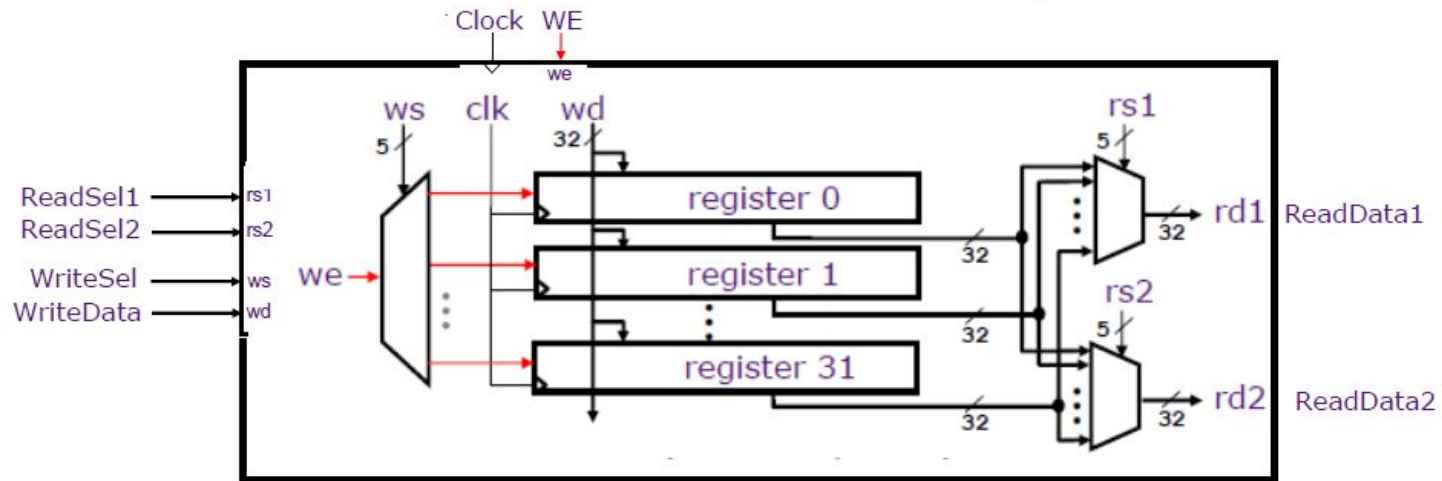 Clock WE
we
ws clk wd rs1
5 32 5
ReadSel1 rs1 register 0 rd1 ReadData1
ReadSel2 rs2 32 32
WriteSel ws we register 1 rs2
WriteData wd 32 5
register 31 rd2 ReadData2
32 32